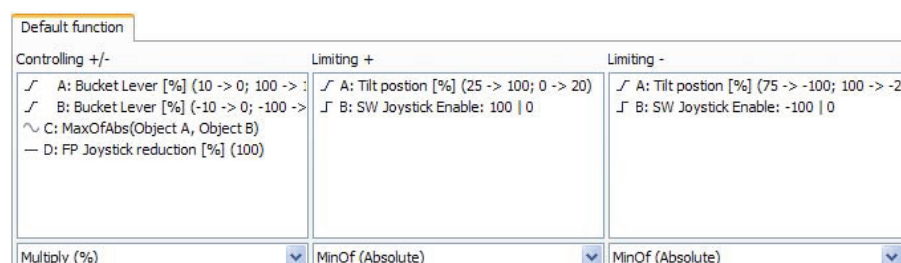 Default function
Controlling +/-
A: Bucket Lever [%] (10 -> 0; 100 ->
B: Bucket Lever [%] (-10 -> 0; -100 ->
C: MaxOfAbs(Object A, Object B)
D: FP Joystick reduction [%] (100)
Multiply (%)
Limiting +
A: Tilt postion [%] (25 -> 100; 0 -> 20)
B: SW Joystick Enable: 100 | 0
MinOf (Absolute)
Limiting -
A: Tilt postion [%] (75 -> -100; 100 -> -2
B: SW Joystick Enable: -100 | 0
MinOf (Absolute)